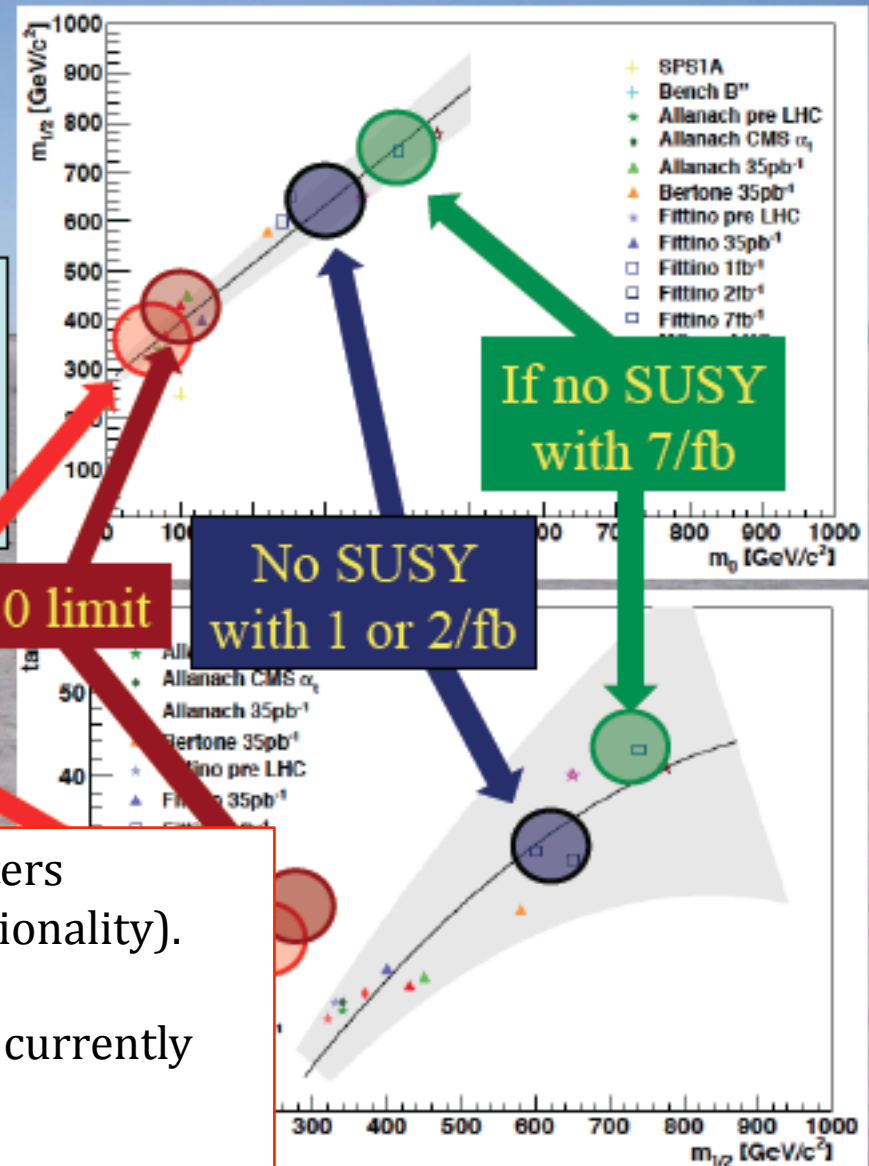 m1/2 [GeV/c²]
1000
900
800
700
600
500
400
300
100
SPS1A
Bench B"
Allanach pre LHC
Allanach CMS αt
Allanach 35pb⁻¹
Bertone 35pb⁻¹
Fittino pre LHC
Fittino 35pb⁻¹
Fittino 1fb⁻¹
Fittino 2fb⁻¹
Fittino 7fb⁻¹
If no SUSY
with 7/fb
800 900 1000
m0 [GeV/c²]
No SUSY
with 1 or 2/fb
0 limit
50
40
Allanach CMS αt
Allanach 35pb⁻¹
Bertone 35pb⁻¹
pre LHC
35pb⁻¹
ters
ionality).
currently
300 400 500 600 700 800 900 1000
m1/2 [GeV/c²]